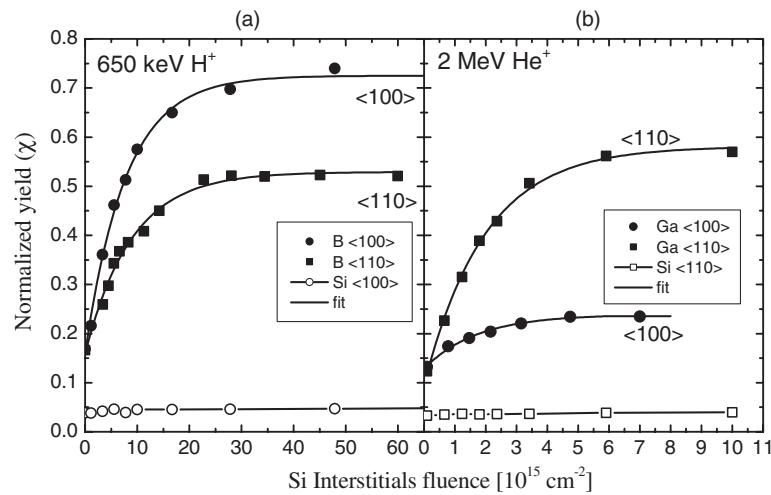 (a)
(b)
650 keV H⁺
2 MeV He⁺
0.8
0.7
0.6
0.5
0.4
0.3
0.2
0.1
0.0
Normalized yield (χ)
<100>
<110>
B <100>
B <110>
Si <100>
fit
<110>
Ga <100>
Ga <110>
Si <110>
fit
<100>
0 10 20 30 40 50 60
0 1 2 3 4 5 6 7 8 9 10 11
Si Interstitials fluence [10¹⁵ cm⁻²]